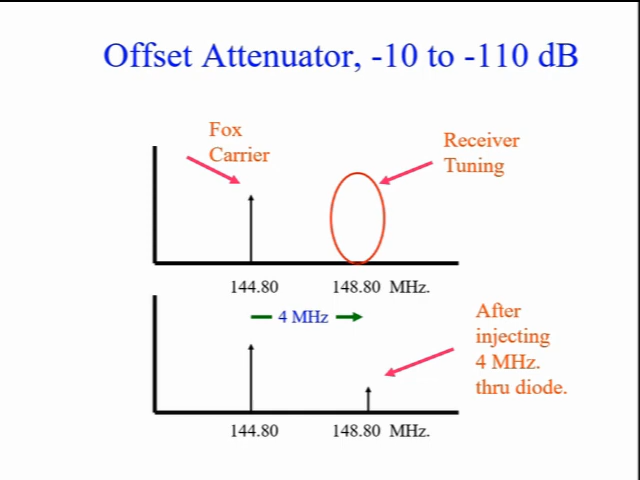 Offset Attenuator, -10 to -110 dB
Fox
Carrier
Receiver
Tuning
144.80
148.80 MHz.
4 MHz
After
injecting
4 MHz.
thru diode.
144.80
148.80 MHz.